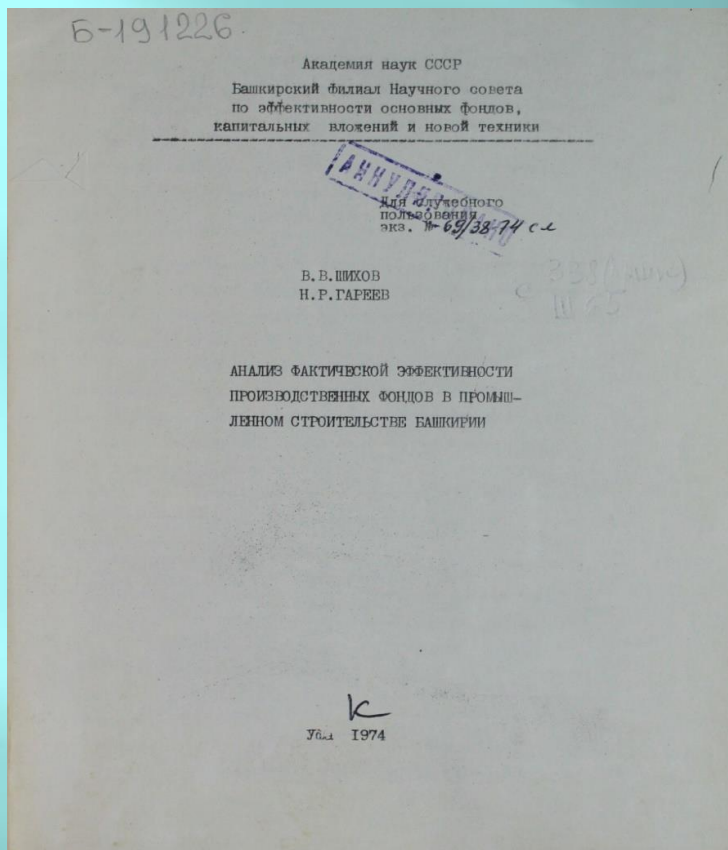 Б-191226
Академия наук СССР
Башкирский Филиал Научного совета
по эффективности основных фондов,
капитальных вложений и новой техники
АННУЛИРОВАНО
Для служебного
пользования
экз. № 69/38 74 сл
В.В.ШИХОВ
Н.Р.ГАРЕЕВ
Ш 65
АНАЛИЗ ФАКТИЧЕСКОЙ ЭФФЕКТИВНОСТИ
ПРОИЗВОДСТВЕННЫХ ФОНДОВ В ПРОМЫШ-
ЛЕННОМ СТРОИТЕЛЬСТВЕ БАШКИРИИ
К
Уфа 1974